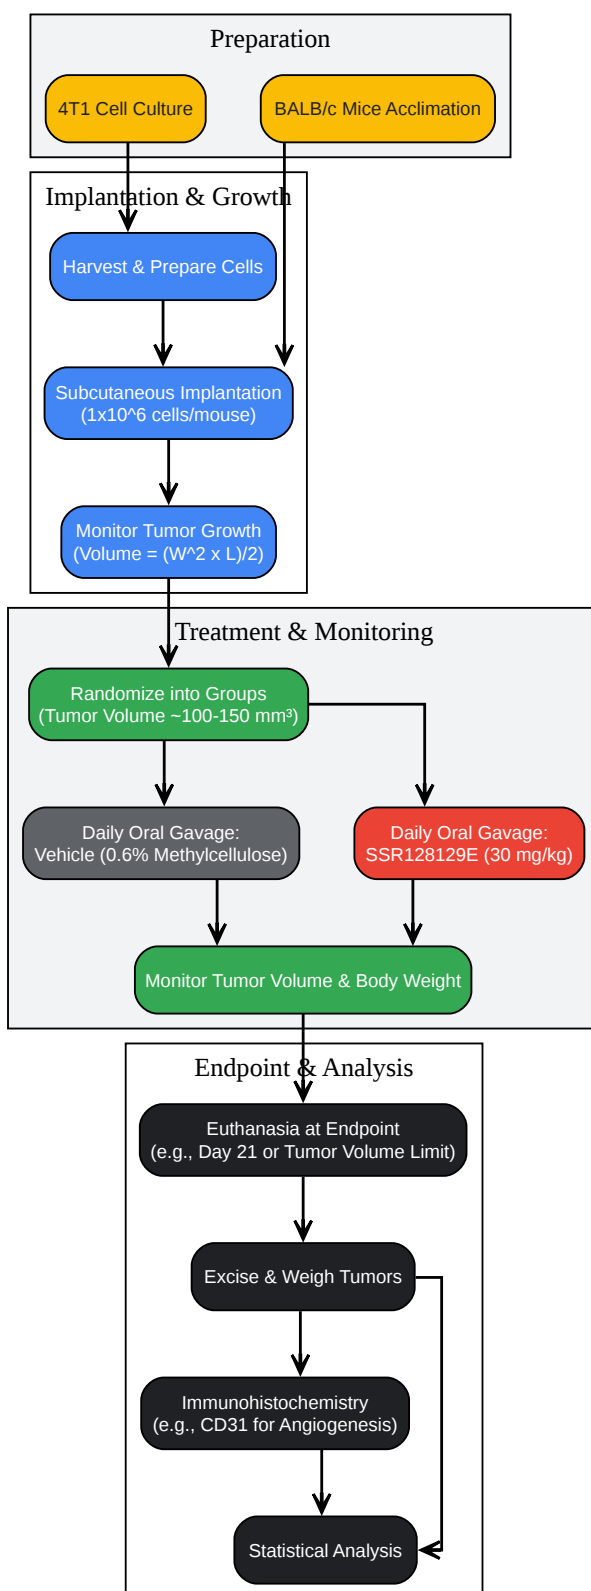 Preparation
4T1 Cell Culture
BALB/c Mice Acclimation
Implantation & Growth
Harvest & Prepare Cells
Subcutaneous Implantation
(1x10^6 cells/mouse)
Monitor Tumor Growth
(Volume = (W^2 x L)/2)
Treatment & Monitoring
Randomize into Groups
(Tumor Volume ~100-150 mm³)
Daily Oral Gavage:
Vehicle (0.6% Methylcellulose)
Daily Oral Gavage:
SSR128129E (30 mg/kg)
Monitor Tumor Volume & Body Weight
Endpoint & Analysis
Euthanasia at Endpoint
(e.g., Day 21 or Tumor Volume Limit)
Excise & Weigh Tumors
Immunohistochemistry
(e.g., CD31 for Angiogenesis)
Statistical Analysis